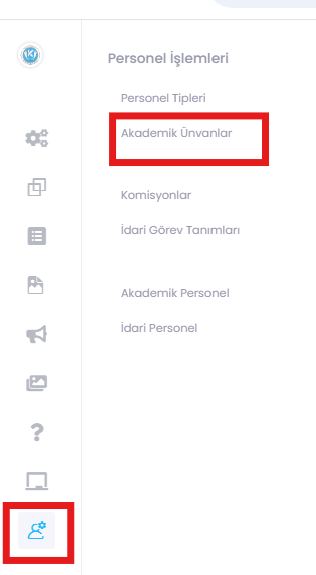 Personel İşlemleri
Personel Tipleri
Akademik Ünvanlar
Komisyonlar
İdari Görev Tanımları
Akademik Personel
İdari Personel